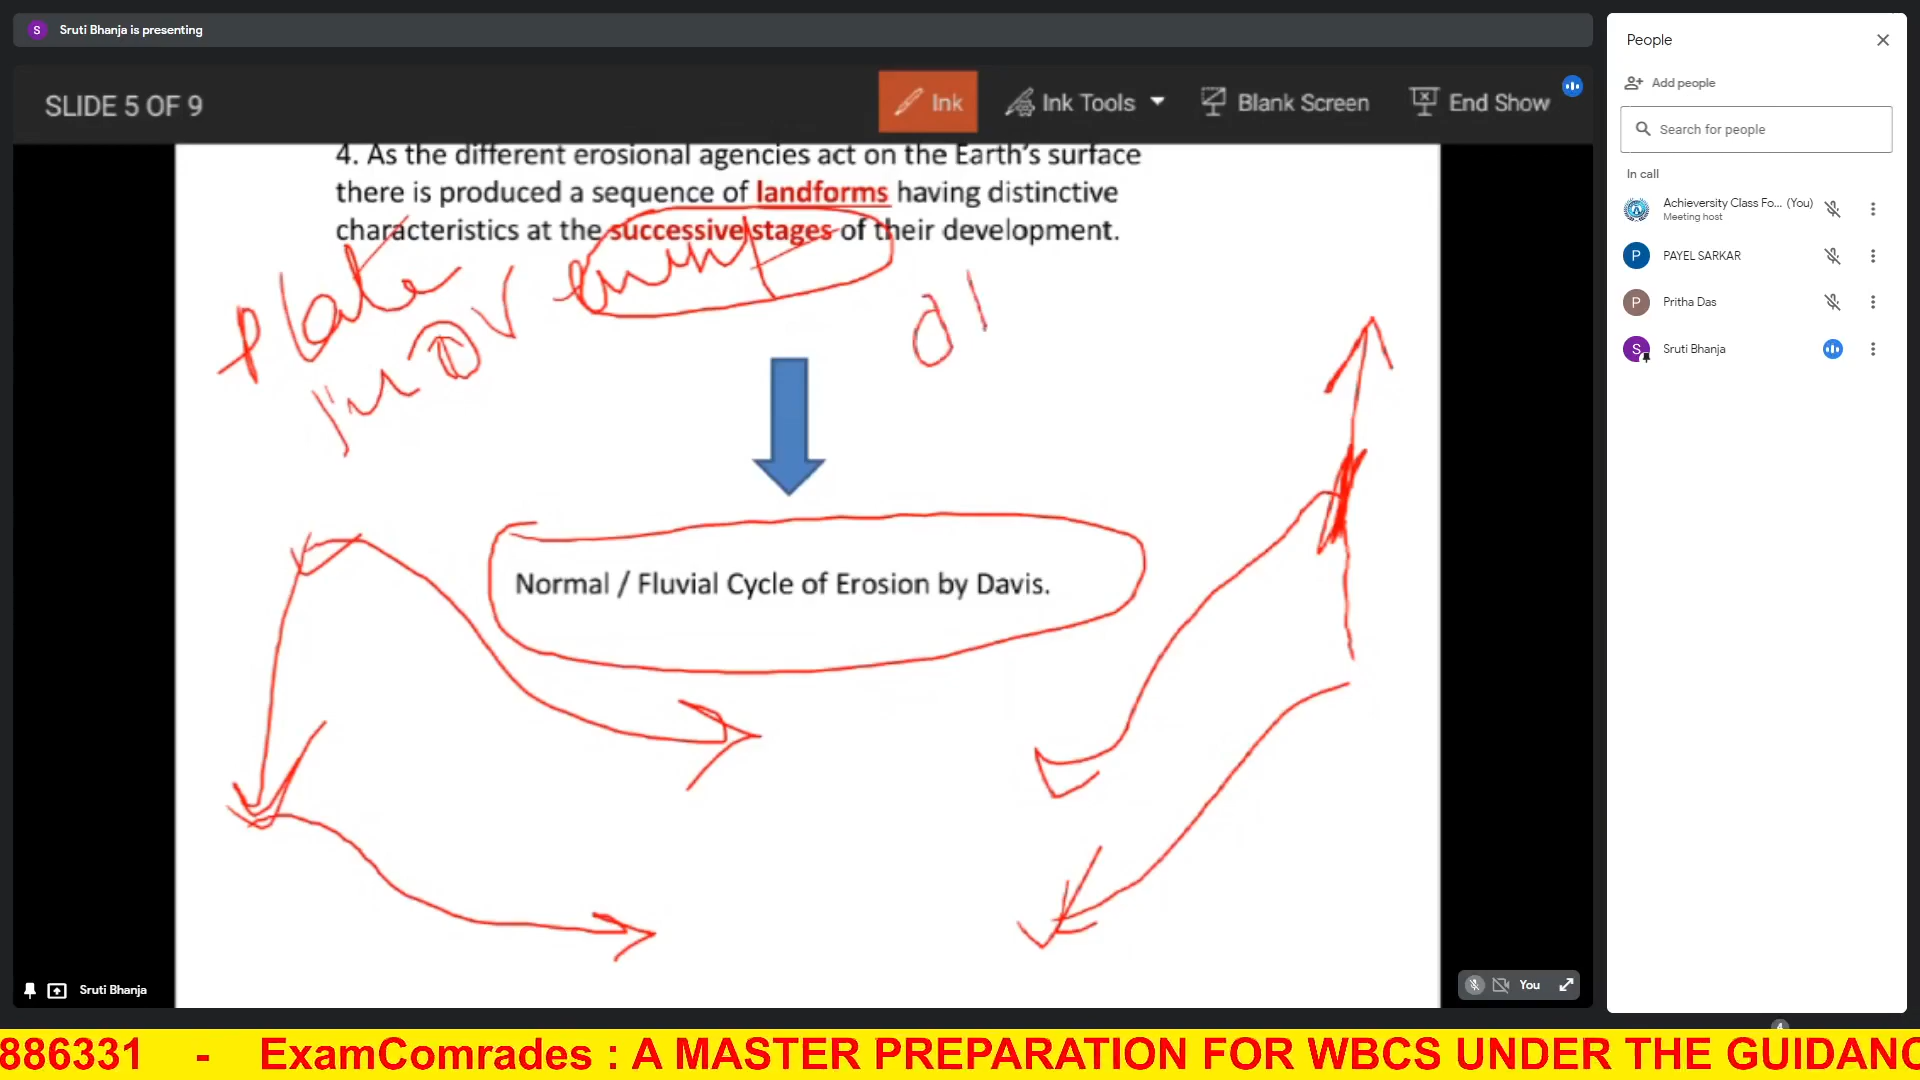 S Sruti Bhanja is presenting
SLIDE 5 OF 9
Ink
Ink Tools
Blank Screen
End Show
4. As the different erosional agencies act on the Earth's surface
there is produced a sequence of landforms having distinctive
characteristics at the successive stages of their development.
plate
Normal / Fluvial Cycle of Erosion by Davis.
Sruti Bhanja
You
People
Add people
Search for people
In call
Achieversity Class Fo... (You)
Meeting host
P PAYEL SARKAR
P Pritha Das
S Sruti Bhanja
4
886331 - ExamComrades : A MASTER PREPARATION FOR WBCS UNDER THE GUIDANC